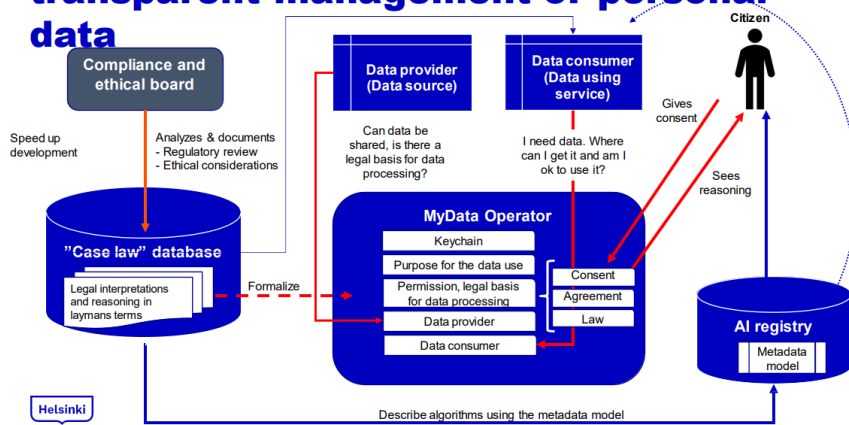 transparent management of personal
data
Citizen
Compliance and
ethical board
Data provider
(Data source)
Data consumer
(Data using
service)
Gives
consent
Speed up
development
Analyzes & documents
- Regulatory review
- Ethical considerations
Can data be
shared, is there a
legal basis for data
processing?
I need data. Where
can I get it and am I
ok to use it?
Sees
reasoning
MyData Operator
Keychain
Purpose for the data use
Permission, legal basis
for data processing
Data provider
Data consumer
Consent
Agreement
Law
"Case law" database
Legal interpretations
and reasoning in
laymans terms
Formalize
AI registry
Metadata
model
Helsinki
Describe algorithms using the metadata model